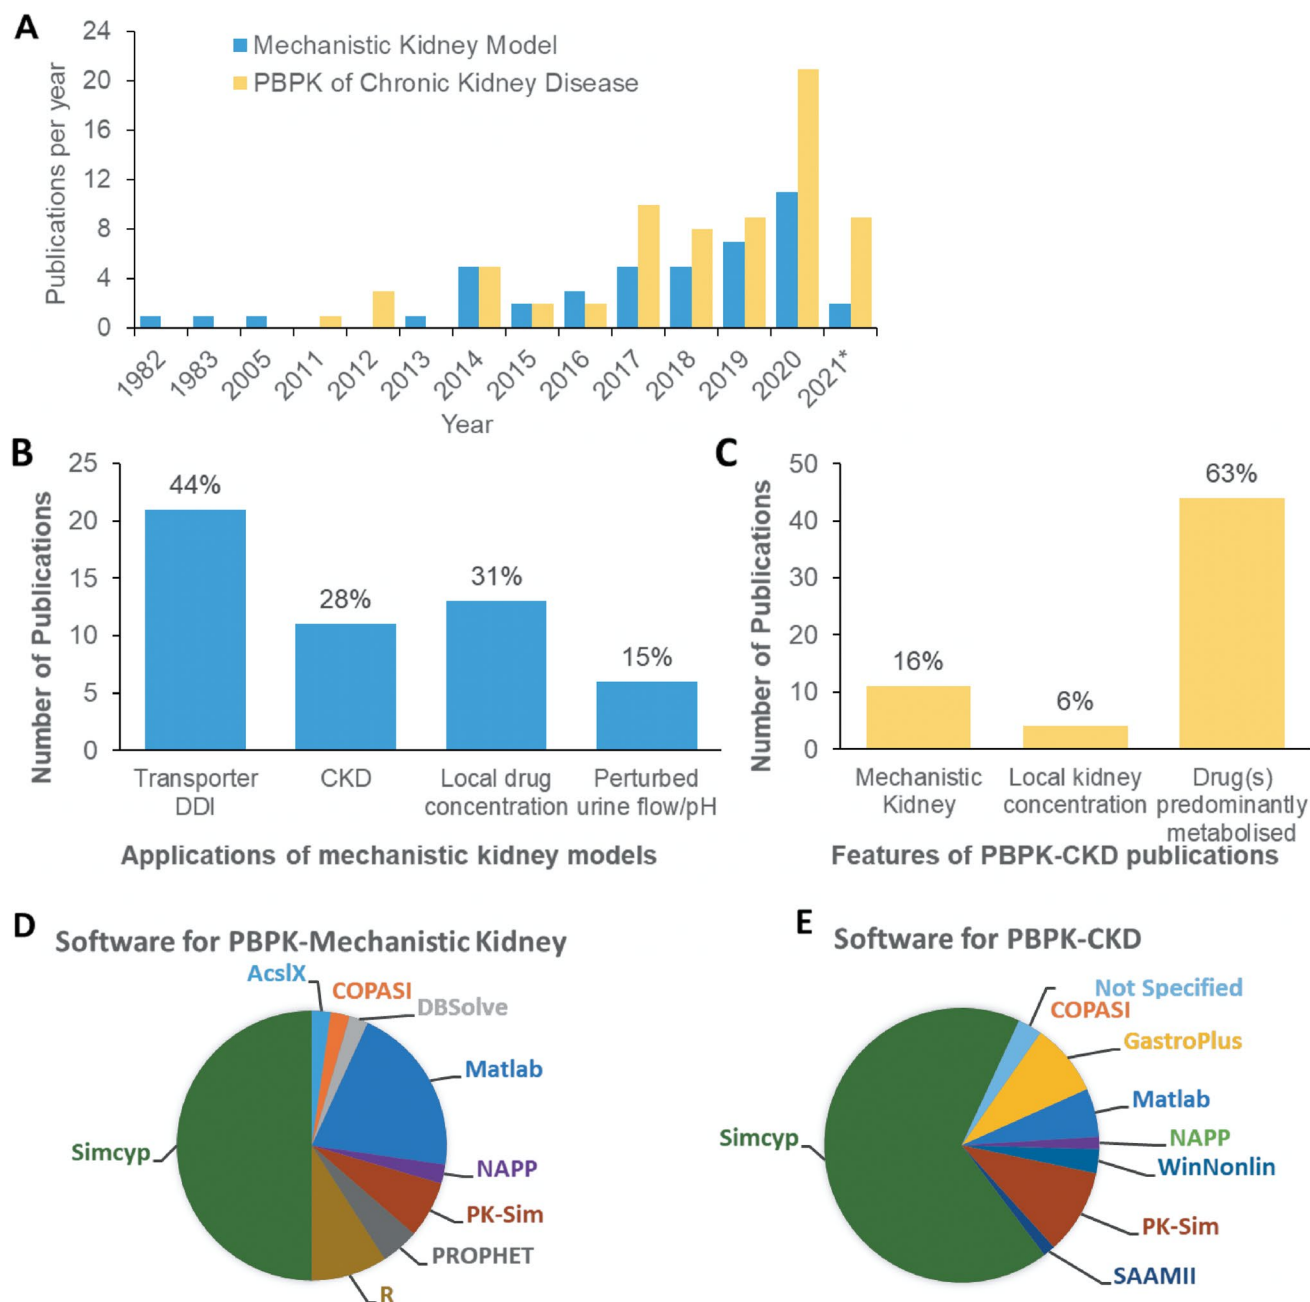 A
Publications per year
24
20
16
12
8
4
0
Mechanistic Kidney Model
PBPK of Chronic Kidney Disease
1982 1983 2005 2011 2012 2013 2014 2015 2016 2017 2018 2019 2020 2021*
Year
B
Number of Publications
25
20
15
10
5
0
44%
28%
31%
15%
Transporter
DDI
CKD
Local drug
concentration
Perturbed
urine flow/pH
Applications of mechanistic kidney models
C
Number of Publications
50
40
30
20
10
0
16%
6%
63%
Mechanistic
Kidney
Local kidney
concentration
Drug(s)
predominantly
metabolised
Features of PBPK-CKD publications
D
Software for PBPK-Mechanistic Kidney
AcslX
COPASI
DBSolve
Matlab
NAPP
PK-Sim
PROPHET
R
Simcyp
E
Software for PBPK-CKD
Not Specified
COPASI
GastroPlus
Matlab
NAPP
WinNonlin
PK-Sim
SAAMII
Simcyp